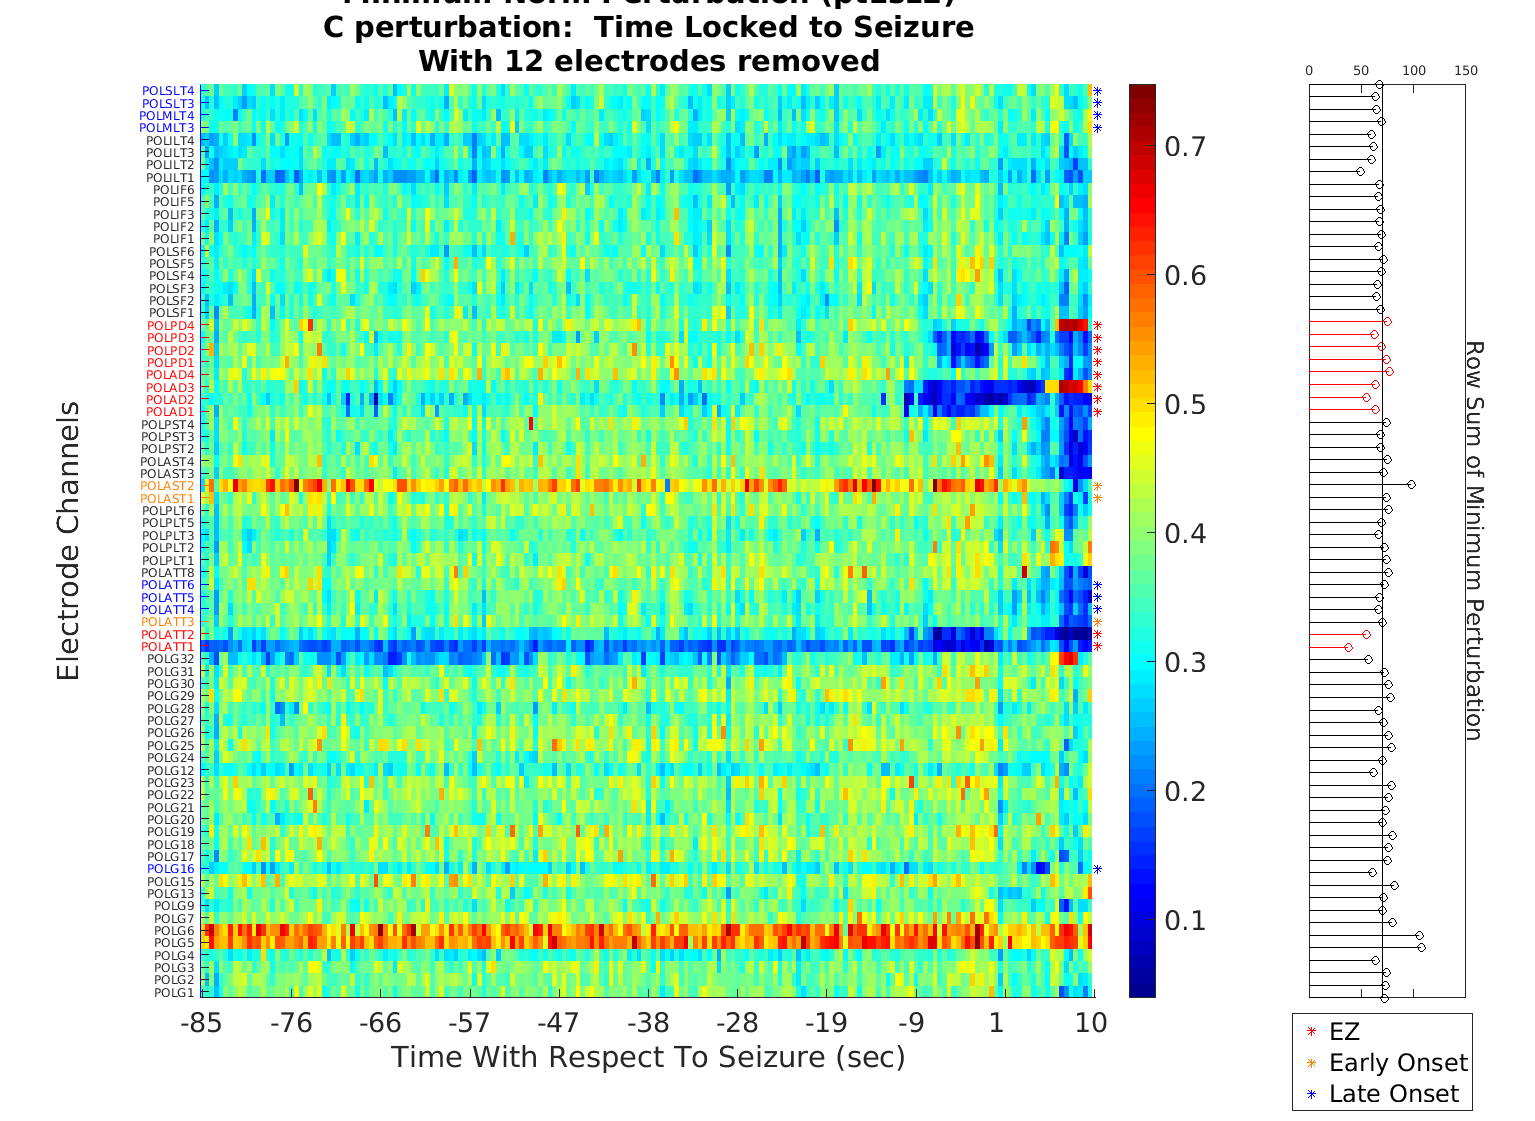 C perturbation: Time Locked to Seizure
With 12 electrodes removed
POLSLT4
POLSLT3
POLMLT4
POLMLT3
POLILT4
POLILT3
POLILT2
POLILT1
POLIF6
POLIF5
POLIF3
POLIF2
POLIF1
POLSF6
POLSF5
POLSF4
POLSF3
POLSF2
POLSF1
POLPD4
POLPD3
POLPD2
POLPD1
POLAD4
POLAD3
POLAD2
POLAD1
POLPST4
POLPST3
POLPST2
POLAST4
POLAST3
POLAST2
POLAST1
POLPLT6
POLPLT5
POLPLT3
POLPLT2
POLPLT1
POLATT8
POLATT6
POLATT5
POLATT4
POLATT3
POLATT2
POLATT1
POLG32
POLG31
POLG30
POLG29
POLG28
POLG27
POLG26
POLG25
POLG24
POLG12
POLG23
POLG22
POLG21
POLG20
POLG19
POLG18
POLG17
POLG16
POLG15
POLG13
POLG9
POLG7
POLG6
POLG5
POLG4
POLG3
POLG2
POLG1
Electrode Channels
-85 -76 -66 -57 -47 -38 -28 -19 -9 1 10
Time With Respect To Seizure (sec)
0.7
0.6
0.5
0.4
0.3
0.2
0.1
0 50 100 150
Row Sum of Minimum Perturbation
EZ
Early Onset
Late Onset